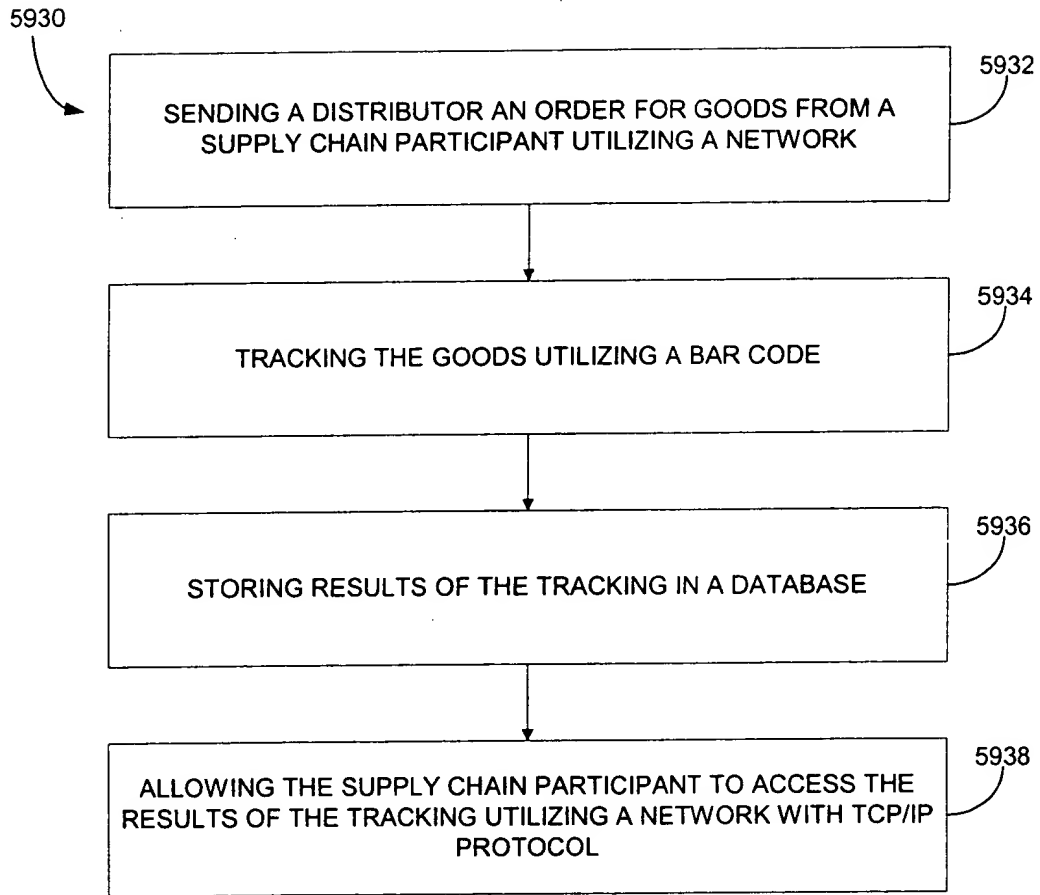 5930
5932
SENDING A DISTRIBUTOR AN ORDER FOR GOODS FROM A
SUPPLY CHAIN PARTICIPANT UTILIZING A NETWORK
5934
TRACKING THE GOODS UTILIZING A BAR CODE
5936
STORING RESULTS OF THE TRACKING IN A DATABASE
5938
ALLOWING THE SUPPLY CHAIN PARTICIPANT TO ACCESS THE
RESULTS OF THE TRACKING UTILIZING A NETWORK WITH TCP/IP
PROTOCOL